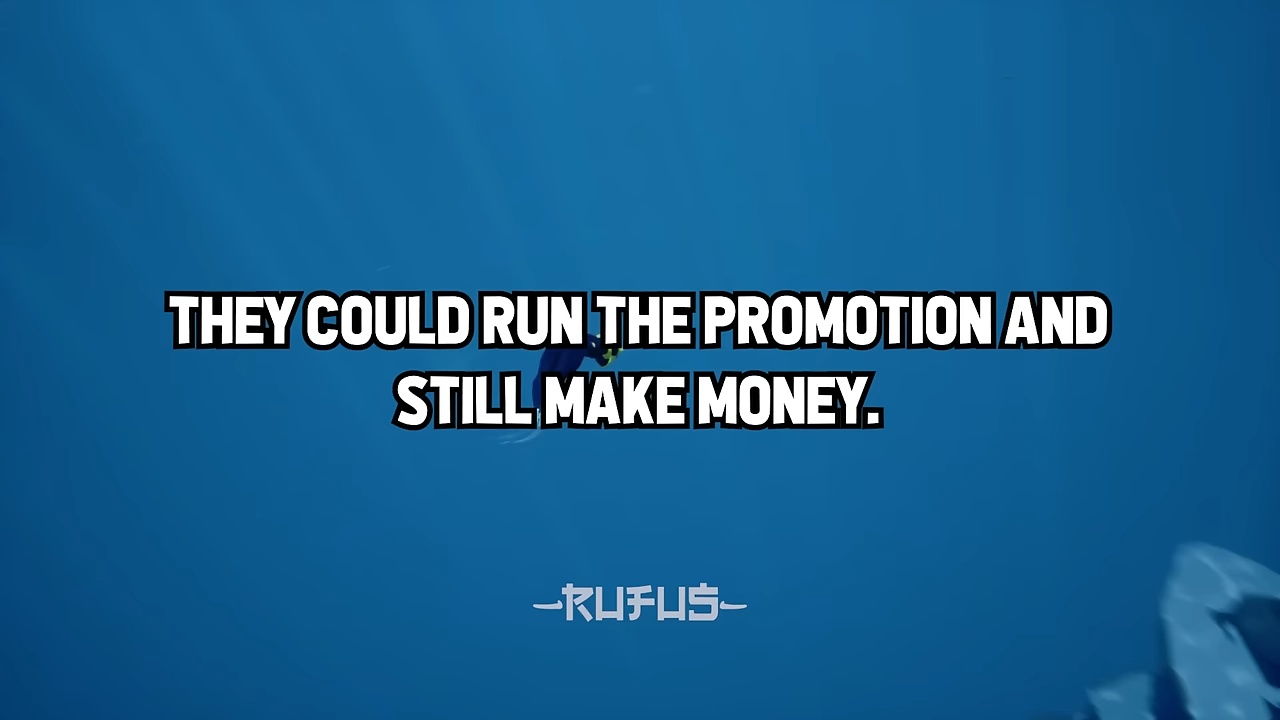 THEY COULD RUN THE PROMOTION AND
STILL MAKE MONEY.
-RUFUS-